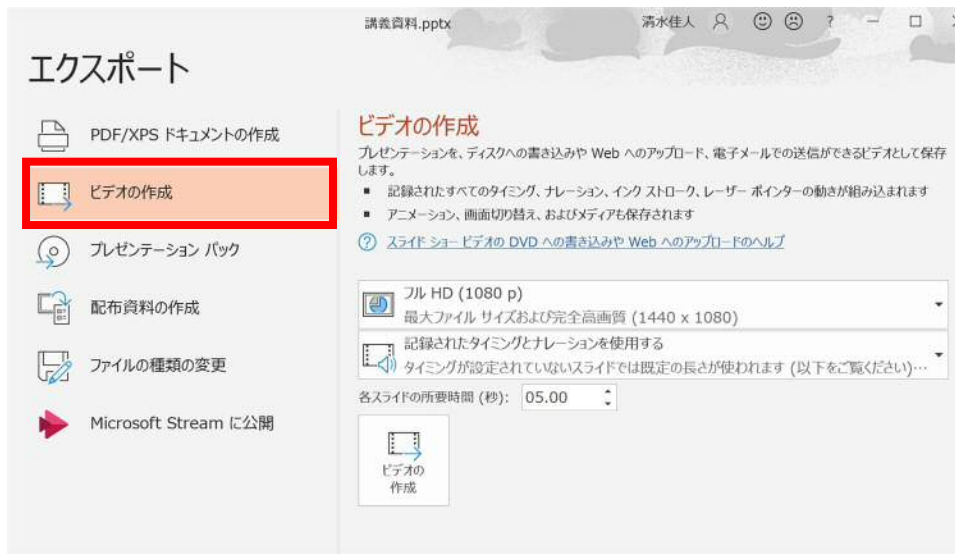 講義資料.pptx
清水佳人
?
エクスポート
PDF/XPS ドキュメントの作成
ビデオの作成
プレゼンテーション パック
配布資料の作成
ファイルの種類の変更
Microsoft Stream に公開
ビデオの作成
プレゼンテーションを、ディスクへの書き込みや Web へのアップロード、電子メールでの送信ができるビデオとして保存
します。
■ 記録されたすべてのタイミング、ナレーション、インク ストローク、レーザー ポインターの動きが組み込まれます
■ アニメーション、画面切り替え、およびメディアも保存されます
? スライド ショー ビデオの DVD への書き込みや Web へのアップロードのヘルプ
フル HD (1080 p)
最大ファイル サイズおよび完全高画質 (1440 x 1080)
記録されたタイミングとナレーションを使用する
タイミングが設定されていないスライドでは既定の長さが使われます (以下をご覧ください)…
各スライドの所要時間 (秒): 05.00
ビデオの
作成